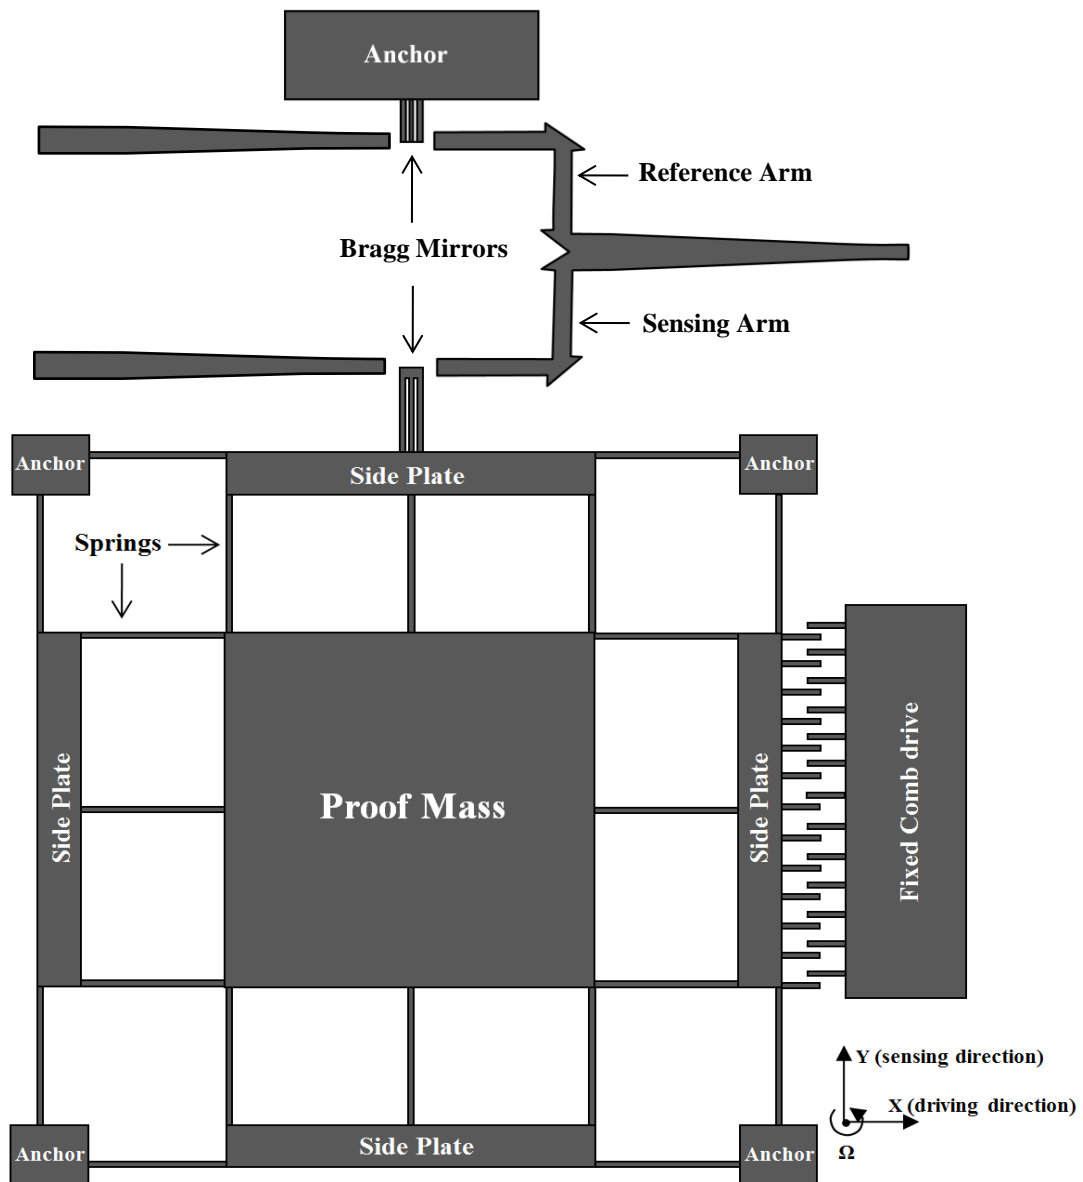 Anchor
Reference Arm
Bragg Mirrors
Sensing Arm
Anchor
Side Plate
Anchor
Springs
Side Plate
Proof Mass
Side Plate
Fixed Comb drive
Y (sensing direction)
X (driving direction)
Ω
Anchor
Side Plate
Anchor